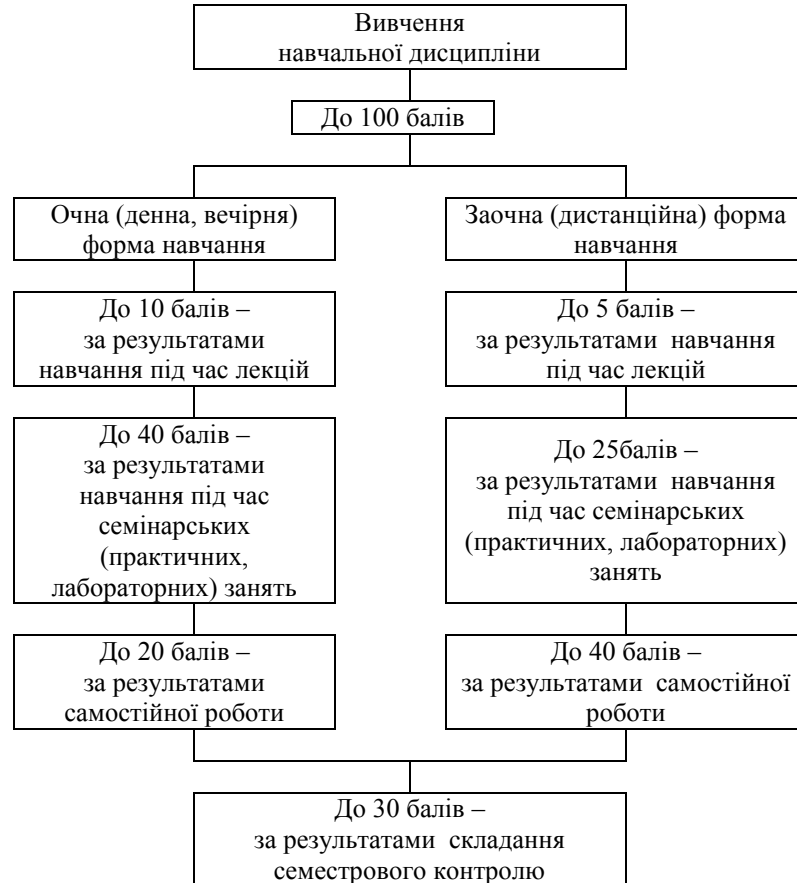 Вивчення
навчальної дисципліни
До 100 балів
Очна (денна, вечірня)
форма навчання
Заочна (дистанційна) форма
навчання
До 10 балів –
за результатами
навчання під час лекцій
До 5 балів –
за результатами навчання
під час лекцій
До 40 балів –
за результатами
навчання під час
семінарських
(практичних,
лабораторних) занять
До 25балів –
за результатами навчання
під час семінарських
(практичних, лабораторних)
занять
До 20 балів –
за результатами
самостійної роботи
До 40 балів –
за результатами самостійної
роботи
До 30 балів –
за результатами складання
семестрового контролю